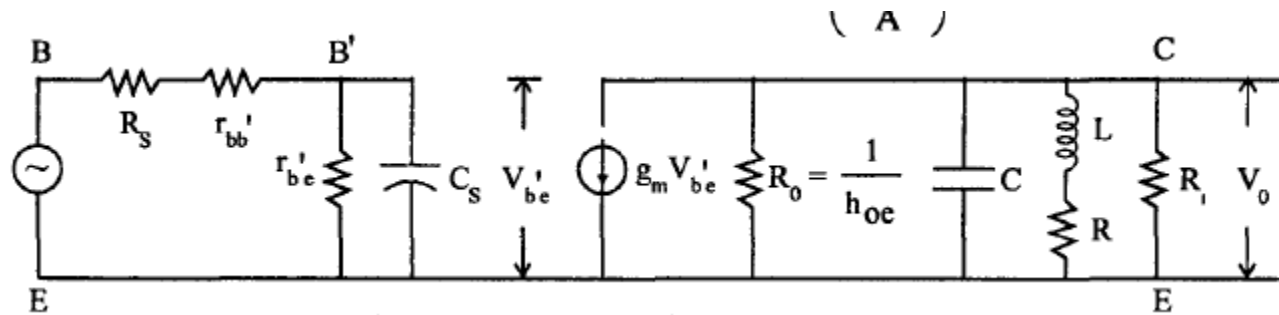 ( A )
B B' C
R_S r_bb' r_b'e C_S V_b'e g_m V_b'e R_0 = 1 / h_oe C L R R_i V_0
E E